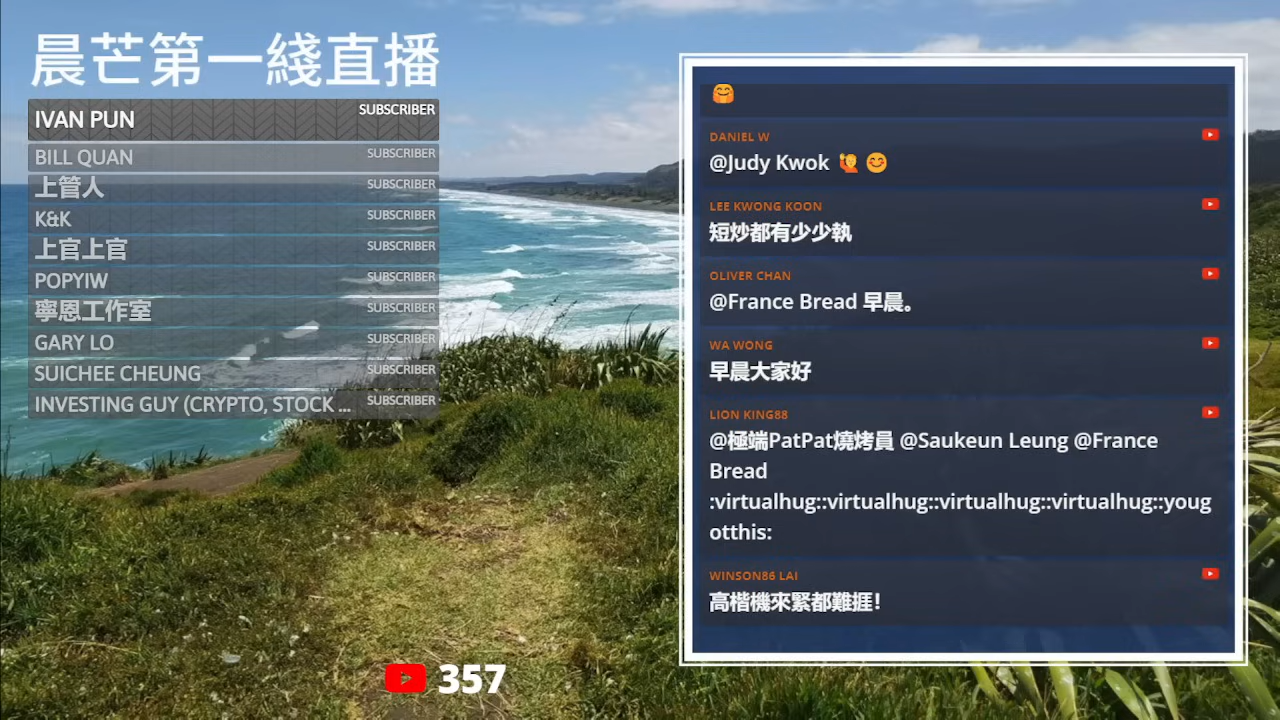 晨芒第一綫直播
IVAN PUN SUBSCRIBER
BILL QUAN SUBSCRIBER
上管人 SUBSCRIBER
K&K SUBSCRIBER
上官上官 SUBSCRIBER
POPYIW SUBSCRIBER
寧恩工作室 SUBSCRIBER
GARY LO SUBSCRIBER
SUICHEE CHEUNG SUBSCRIBER
INVESTING GUY (CRYPTO, STOCK ... SUBSCRIBER
🤗
DANIEL W
@Judy Kwok 🙋 😊
LEE KWONG KOON
短炒都有少少執
OLIVER CHAN
@France Bread 早晨。
WA WONG
早晨大家好
LION KING88
@極端PatPat燒烤員 @Saukeun Leung @France
Bread
:virtualhug::virtualhug::virtualhug::virtualhug::youg
otthis:
WINSON86 LAI
高楷機來緊都難捱!
357